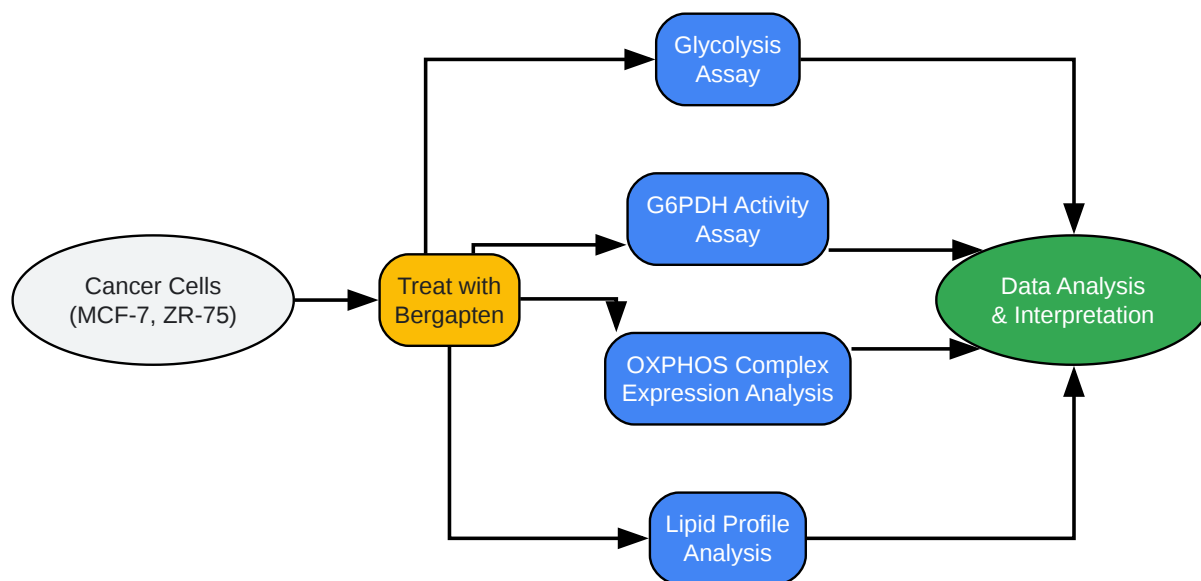 Glycolysis
Assay
G6PDH Activity
Assay
Cancer Cells
(MCF-7, ZR-75)
Treat with
Bergapten
Data Analysis
& Interpretation
OXPHOS Complex
Expression Analysis
Lipid Profile
Analysis